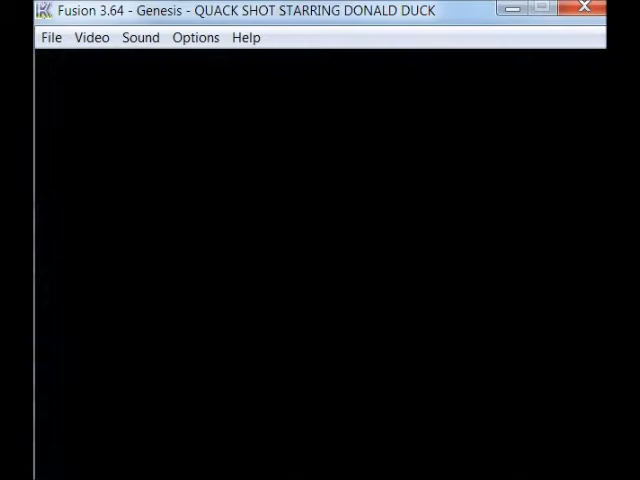 Fusion 3.64 - Genesis - QUACK SHOT STARRING DONALD DUCK
File Video Sound Options Help